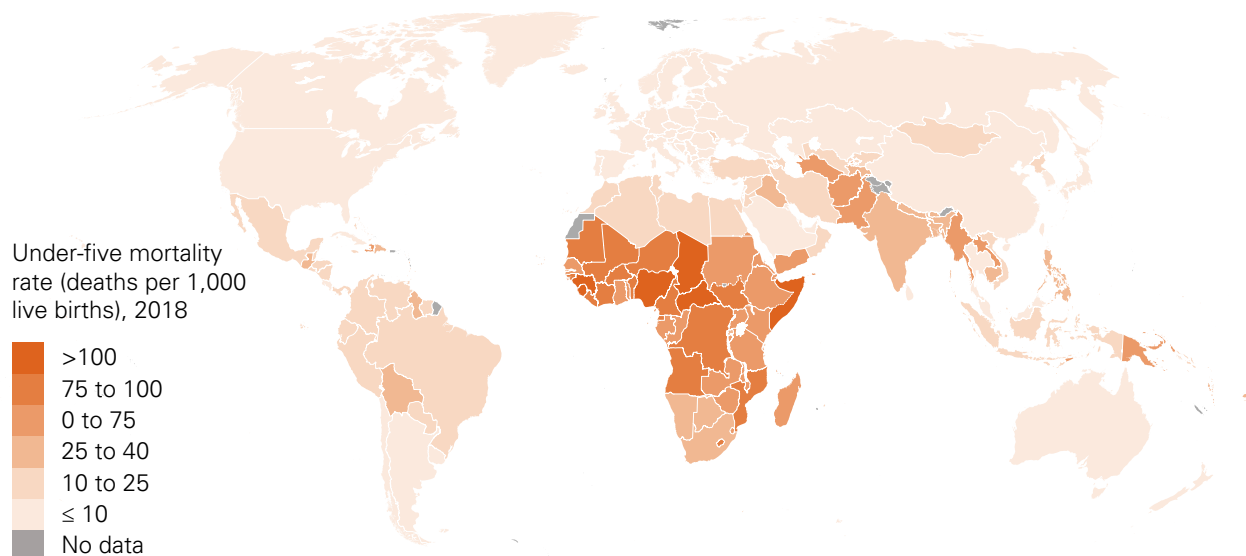 Under-five mortality
rate (deaths per 1,000
live births), 2018
>100
75 to 100
0 to 75
25 to 40
10 to 25
≤ 10
No data